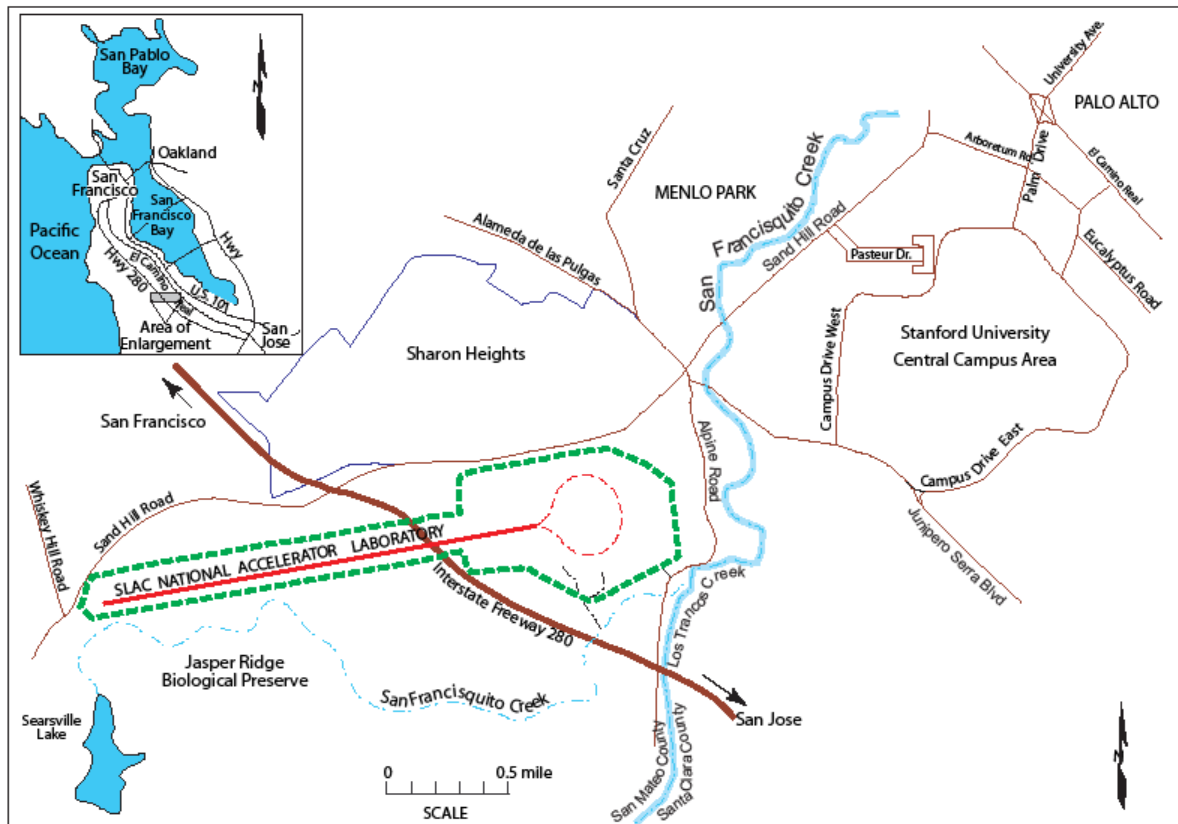 San Pablo
Bay
N
Oakland
San
Francisco
San
Francisco
Bay
Pacific
Ocean
Hwy
El Camino Real
Hwy 280
U.S. 101
Area of
Enlargement
San
Jose
University Ave.
PALO ALTO
Santa Cruz
MENLO PARK
San Francisquito Creek
Arboretum Rd.
Palm Drive
El Camino Real
Alameda de las Pulgas
Sand Hill Road
Pasteur Dr.
Eucalyptus Road
Sharon Heights
Stanford University
Central Campus Area
Campus Drive West
San Francisco
Alpine Road
Campus Drive East
Whiskey Hill Road
Sand Hill Road
SLAC NATIONAL ACCELERATOR LABORATORY
Junipero Serra Blvd
Interstate Freeway 280
Los Trancos Creek
Jasper Ridge
Biological Preserve
San Francisquito Creek
San Jose
Searsville
Lake
0 0.5 mile
SCALE
San Mateo County
Santa Clara County
N